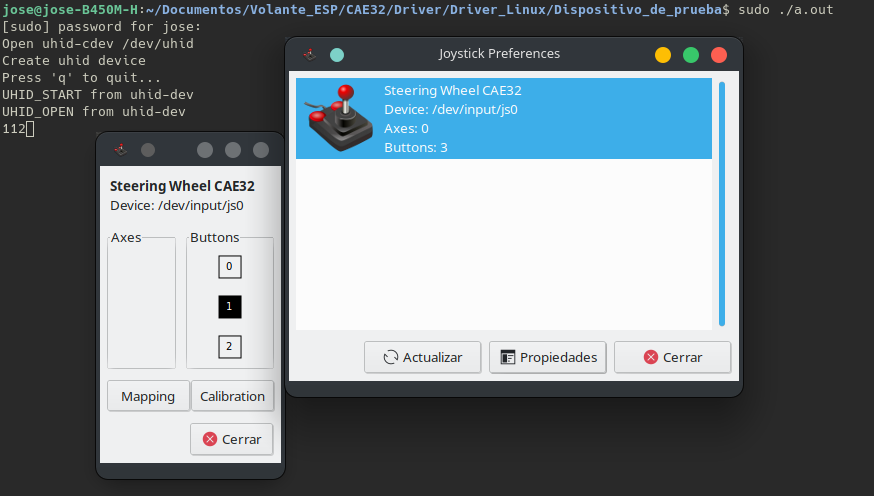 jose@jose-B450M-H:~/Documentos/Volante_ESP/CAE32/Driver/Driver_Linux/Dispositivo_de_prueba$ sudo ./a.out
[sudo] password for jose:
Open uhid-cdev /dev/uhid
Create uhid device
Press 'q' to quit...
UHID_START from uhid-dev
UHID_OPEN from uhid-dev
112
Joystick Preferences
Steering Wheel CAE32
Device: /dev/input/js0
Axes: 0
Buttons: 3
Actualizar
Propiedades
Cerrar
Steering Wheel CAE32
Device: /dev/input/js0
Axes
Buttons
0
1
2
Mapping
Calibration
Cerrar